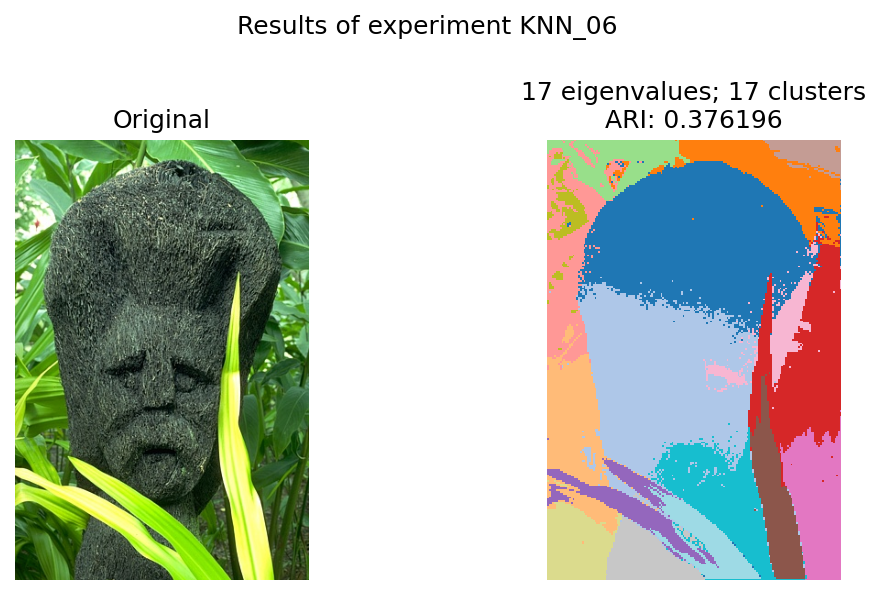 Results of experiment KNN_06
Original
17 eigenvalues; 17 clusters
ARI: 0.376196